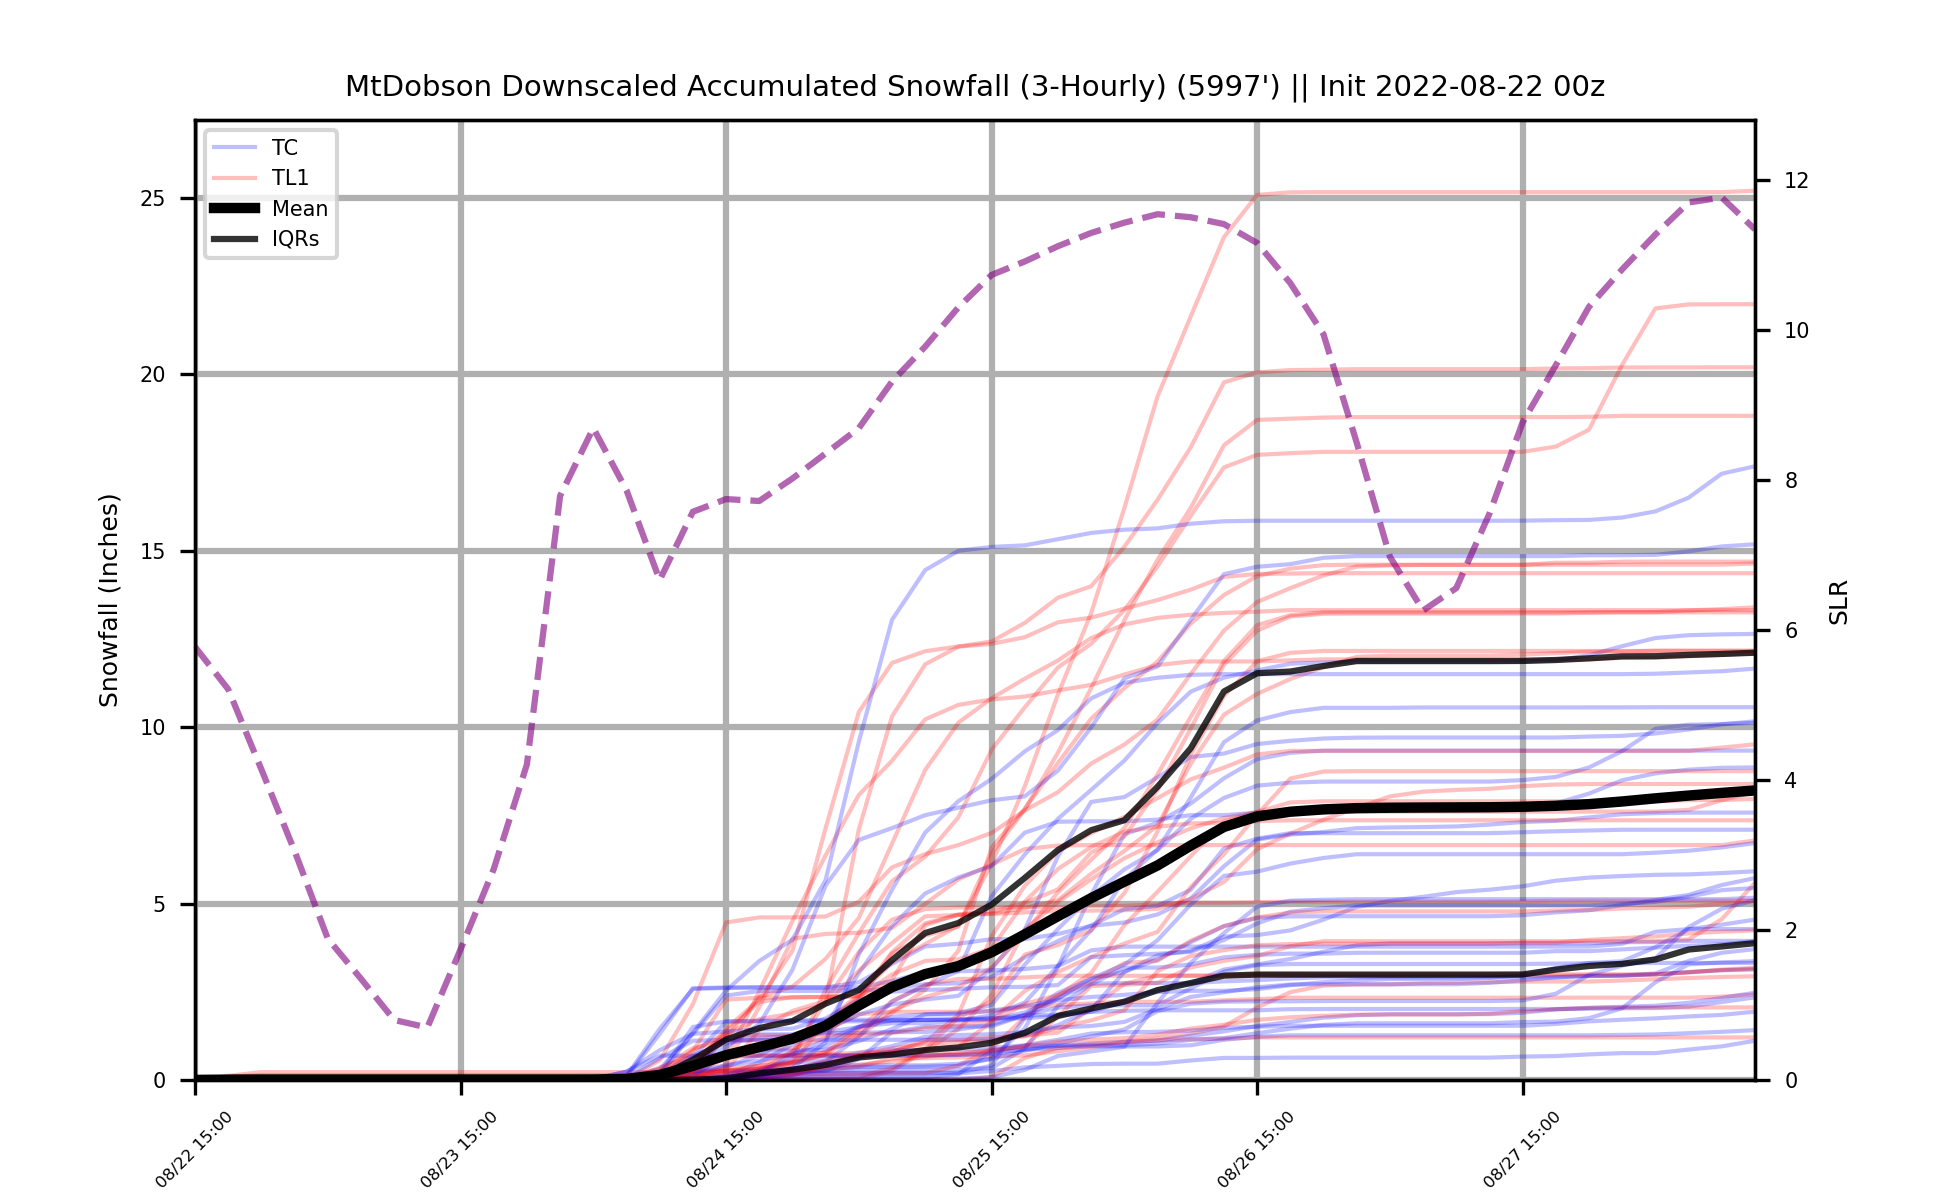 MtDobson Downscaled Accumulated Snowfall (3-Hourly) (5997') || Init 2022-08-22 00z
TC
TL1
Mean
IQRs
25
20
15
10
5
0
Snowfall (Inches)
12
10
8
6
4
2
0
SLR
08/22 15:00
08/23 15:00
08/24 15:00
08/25 15:00
08/26 15:00
08/27 15:00